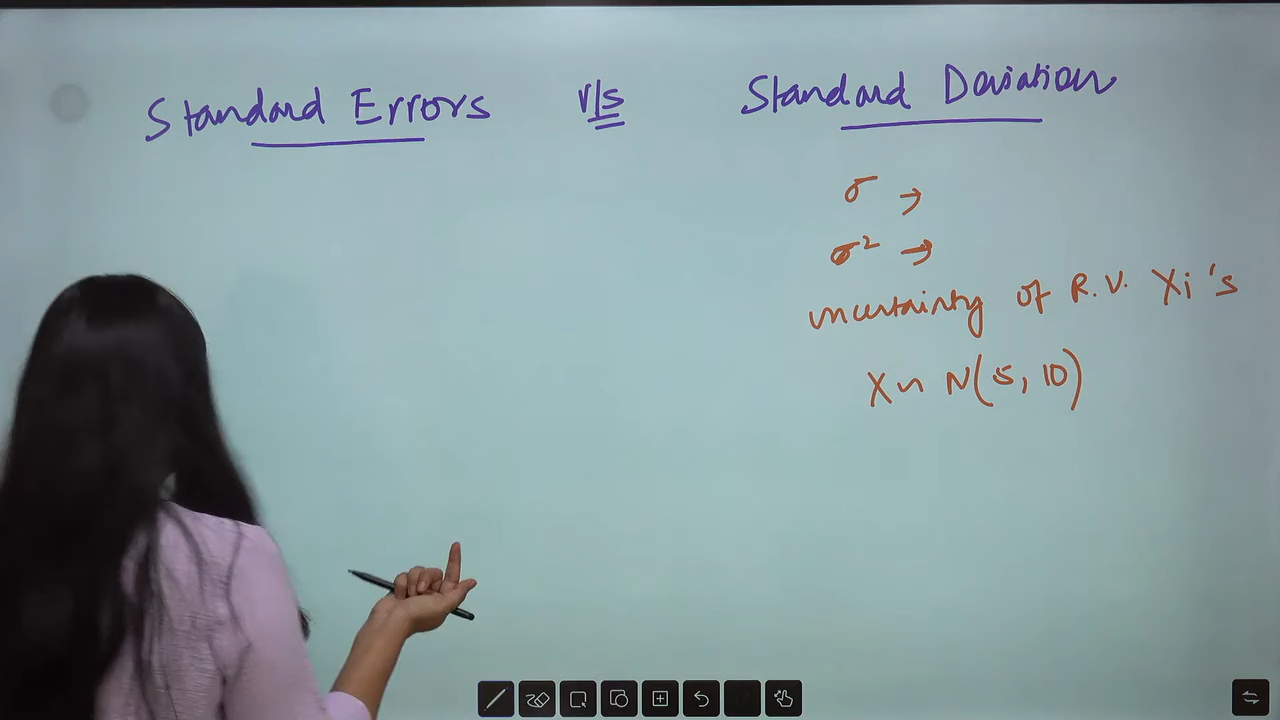 Standard Errors v/s Standard Deviation
σ →
σ² →
uncertainty of R.V. Xi's
X ~ N(5, 10)